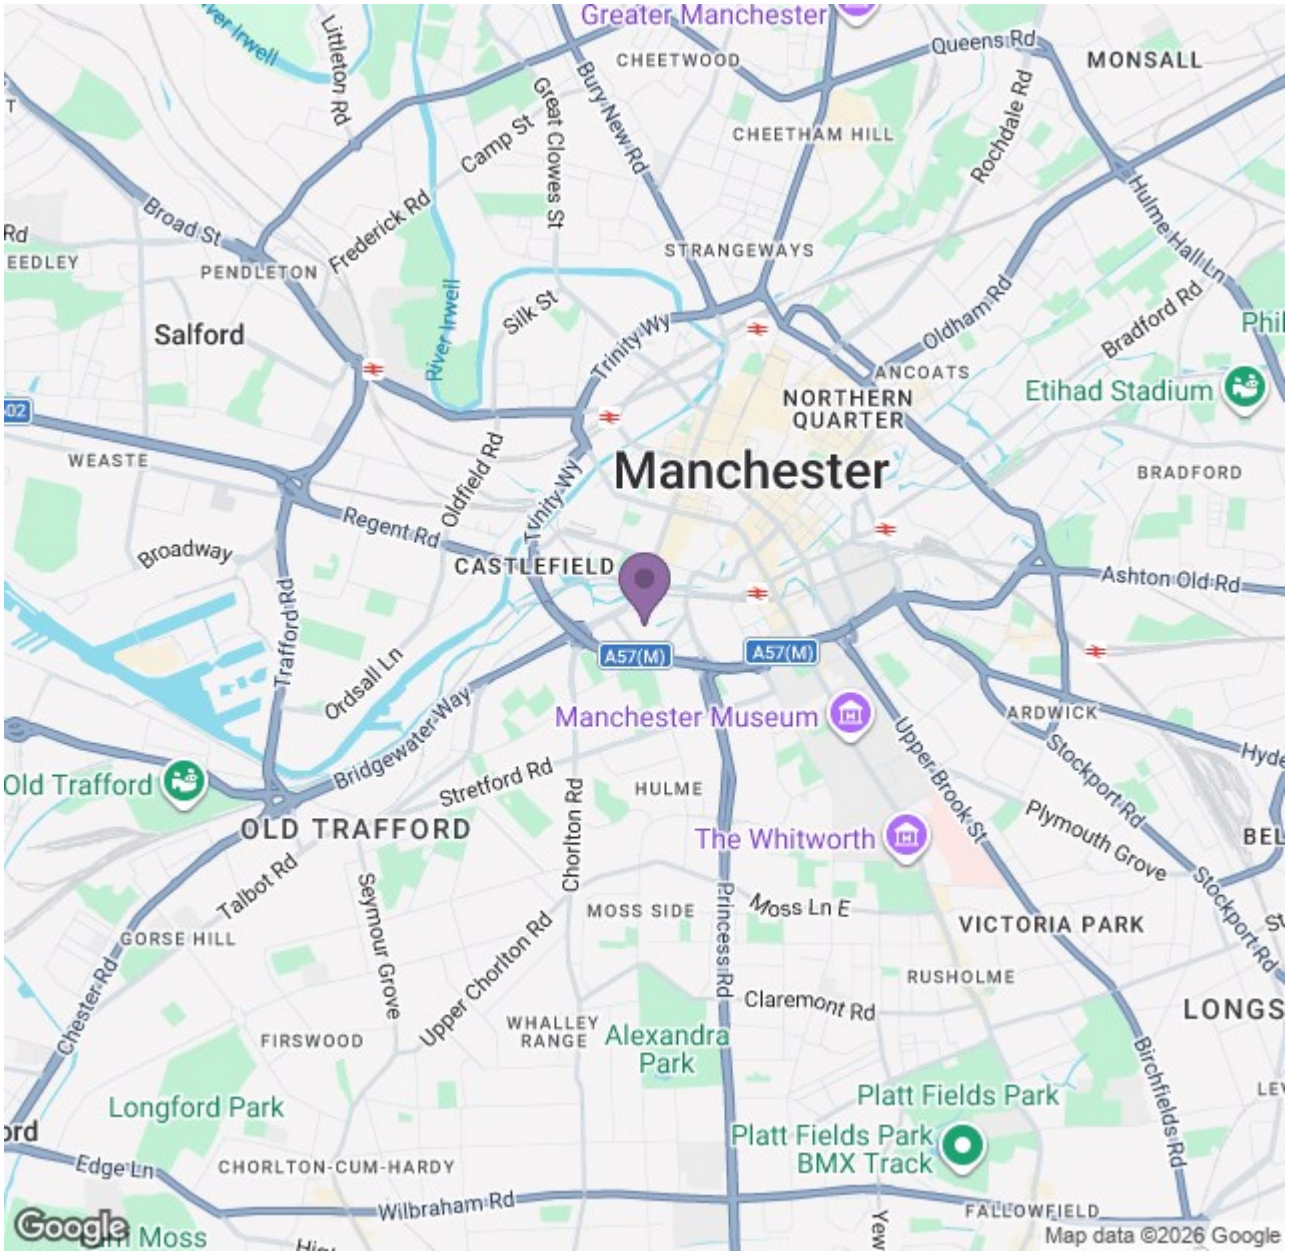 Greater Manchester
River Irwell
Littleton Rd
CHEETWOOD
Queens Rd
MONSALL
Bury New Rd
Great Clowes St
Camp St
CHEETHAM HILL
Rochdale Rd
Broad St
Frederick Rd
Hulme Hall Ln
Rd
EEDLEY
PENDLETON
STRANGEWAYS
River Irwell
Silk St
Oldham Rd
Bradford Rd
Salford
Trinity Wy
Phil
ANCOATS
Etihad Stadium
NORTHERN
QUARTER
02
WEASTE
Oldfield Rd
Manchester
BRADFORD
Trinity Wy
Regent Rd
Broadway
CASTLEFIELD
Ashton Old Rd
Trafford Rd
Ordsall Ln
A57(M)
A57(M)
Manchester Museum
ARDWICK
Bridgewater Way
Upper Brook St
Stockport Rd
Hyde
Old Trafford
Stretford Rd
HULME
Chorlton Rd
OLD TRAFFORD
The Whitworth
Plymouth Grove
BEL
Talbot Rd
Seymour Grove
Princess Rd
Moss Ln E
Stockport Rd
MOSS SIDE
St
GORSE HILL
Upper Chorlton Rd
VICTORIA PARK
RUSHOLME
Chester Rd
Claremont Rd
LONGS
FIRSWOOD
WHALLEY
RANGE
Alexandra
Park
Birchfields Rd
LEV
Longford Park
Platt Fields Park
ord
Platt Fields Park
BMX Track
Edge Ln
CHORLTON-CUM-HARDY
Wilbraham Rd
FALLOWFIELD
Yew
Google
Moss
Map data ©2026 Google